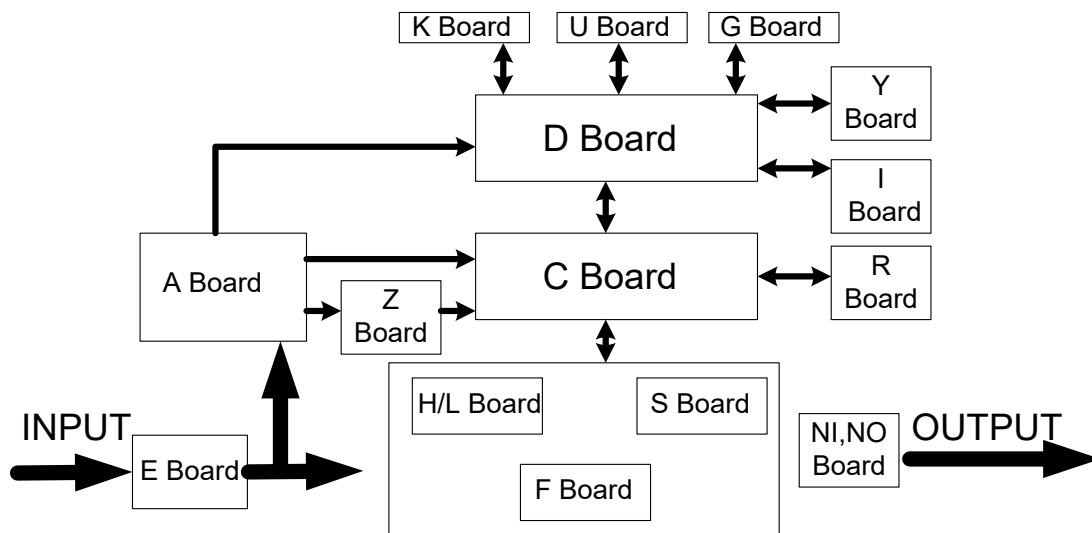 K Board
U Board
G Board
Y
Board
D Board
I
Board
A Board
C Board
R
Board
Z
Board
H/L Board
S Board
INPUT
E Board
F Board
NI,NO
Board
OUTPUT